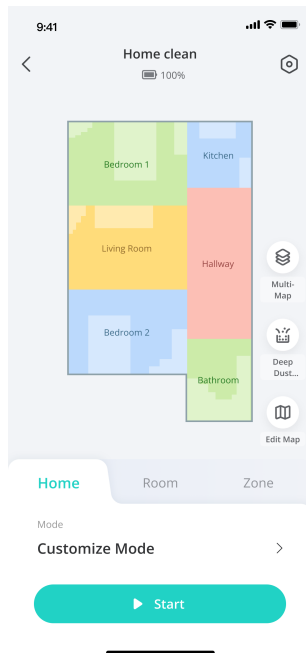 9:41
Home clean
100%
Bedroom 1
Kitchen
Living Room
Hallway
Multi-
Map
Bedroom 2
Deep
Dust...
Bathroom
Edit Map
Home
Room
Zone
Mode
Customize Mode
Start